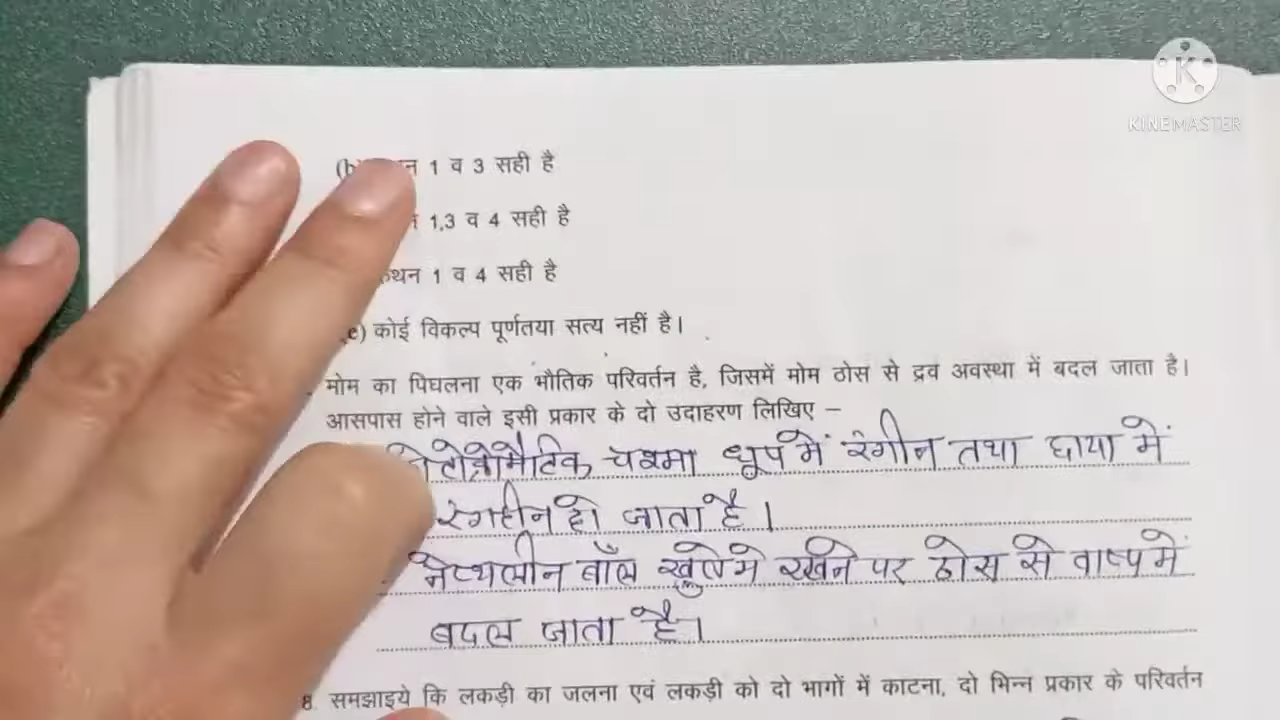 KINEMASTER
(b) 1 व 3 सही है
1,3 व 4 सही है
कथन 1 व 4 सही है
(e) कोई विकल्प पूर्णतया सत्य नहीं है।
मोम का पिघलना एक भौतिक परिवर्तन है, जिसमें मोम ठोस से द्रव अवस्था में बदल जाता है।
आसपास होने वाले इसी प्रकार के दो उदाहरण लिखिए –
चश्मा धूप में रंगीन तथा छाया में
रंगहीन हो जाता है।
नेप्थलीन बॉल खुले मे रखने पर ठोस से वाष्प में
बदल जाता है।
8. समझाइये कि लकड़ी का जलना एवं लकड़ी को दो भागों में काटना, दो भिन्न प्रकार के परिवर्तन